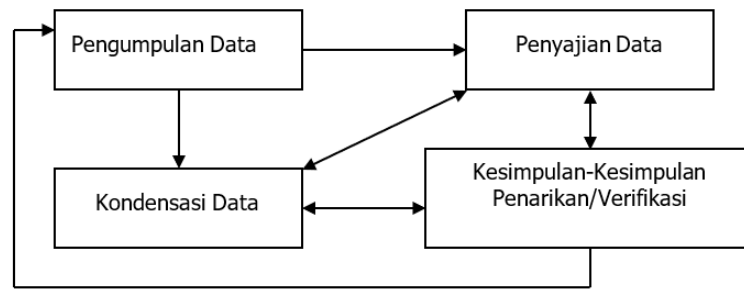 Pengumpulan Data
Penyajian Data
Kondensasi Data
Kesimpulan-Kesimpulan
Penarikan/Verifikasi